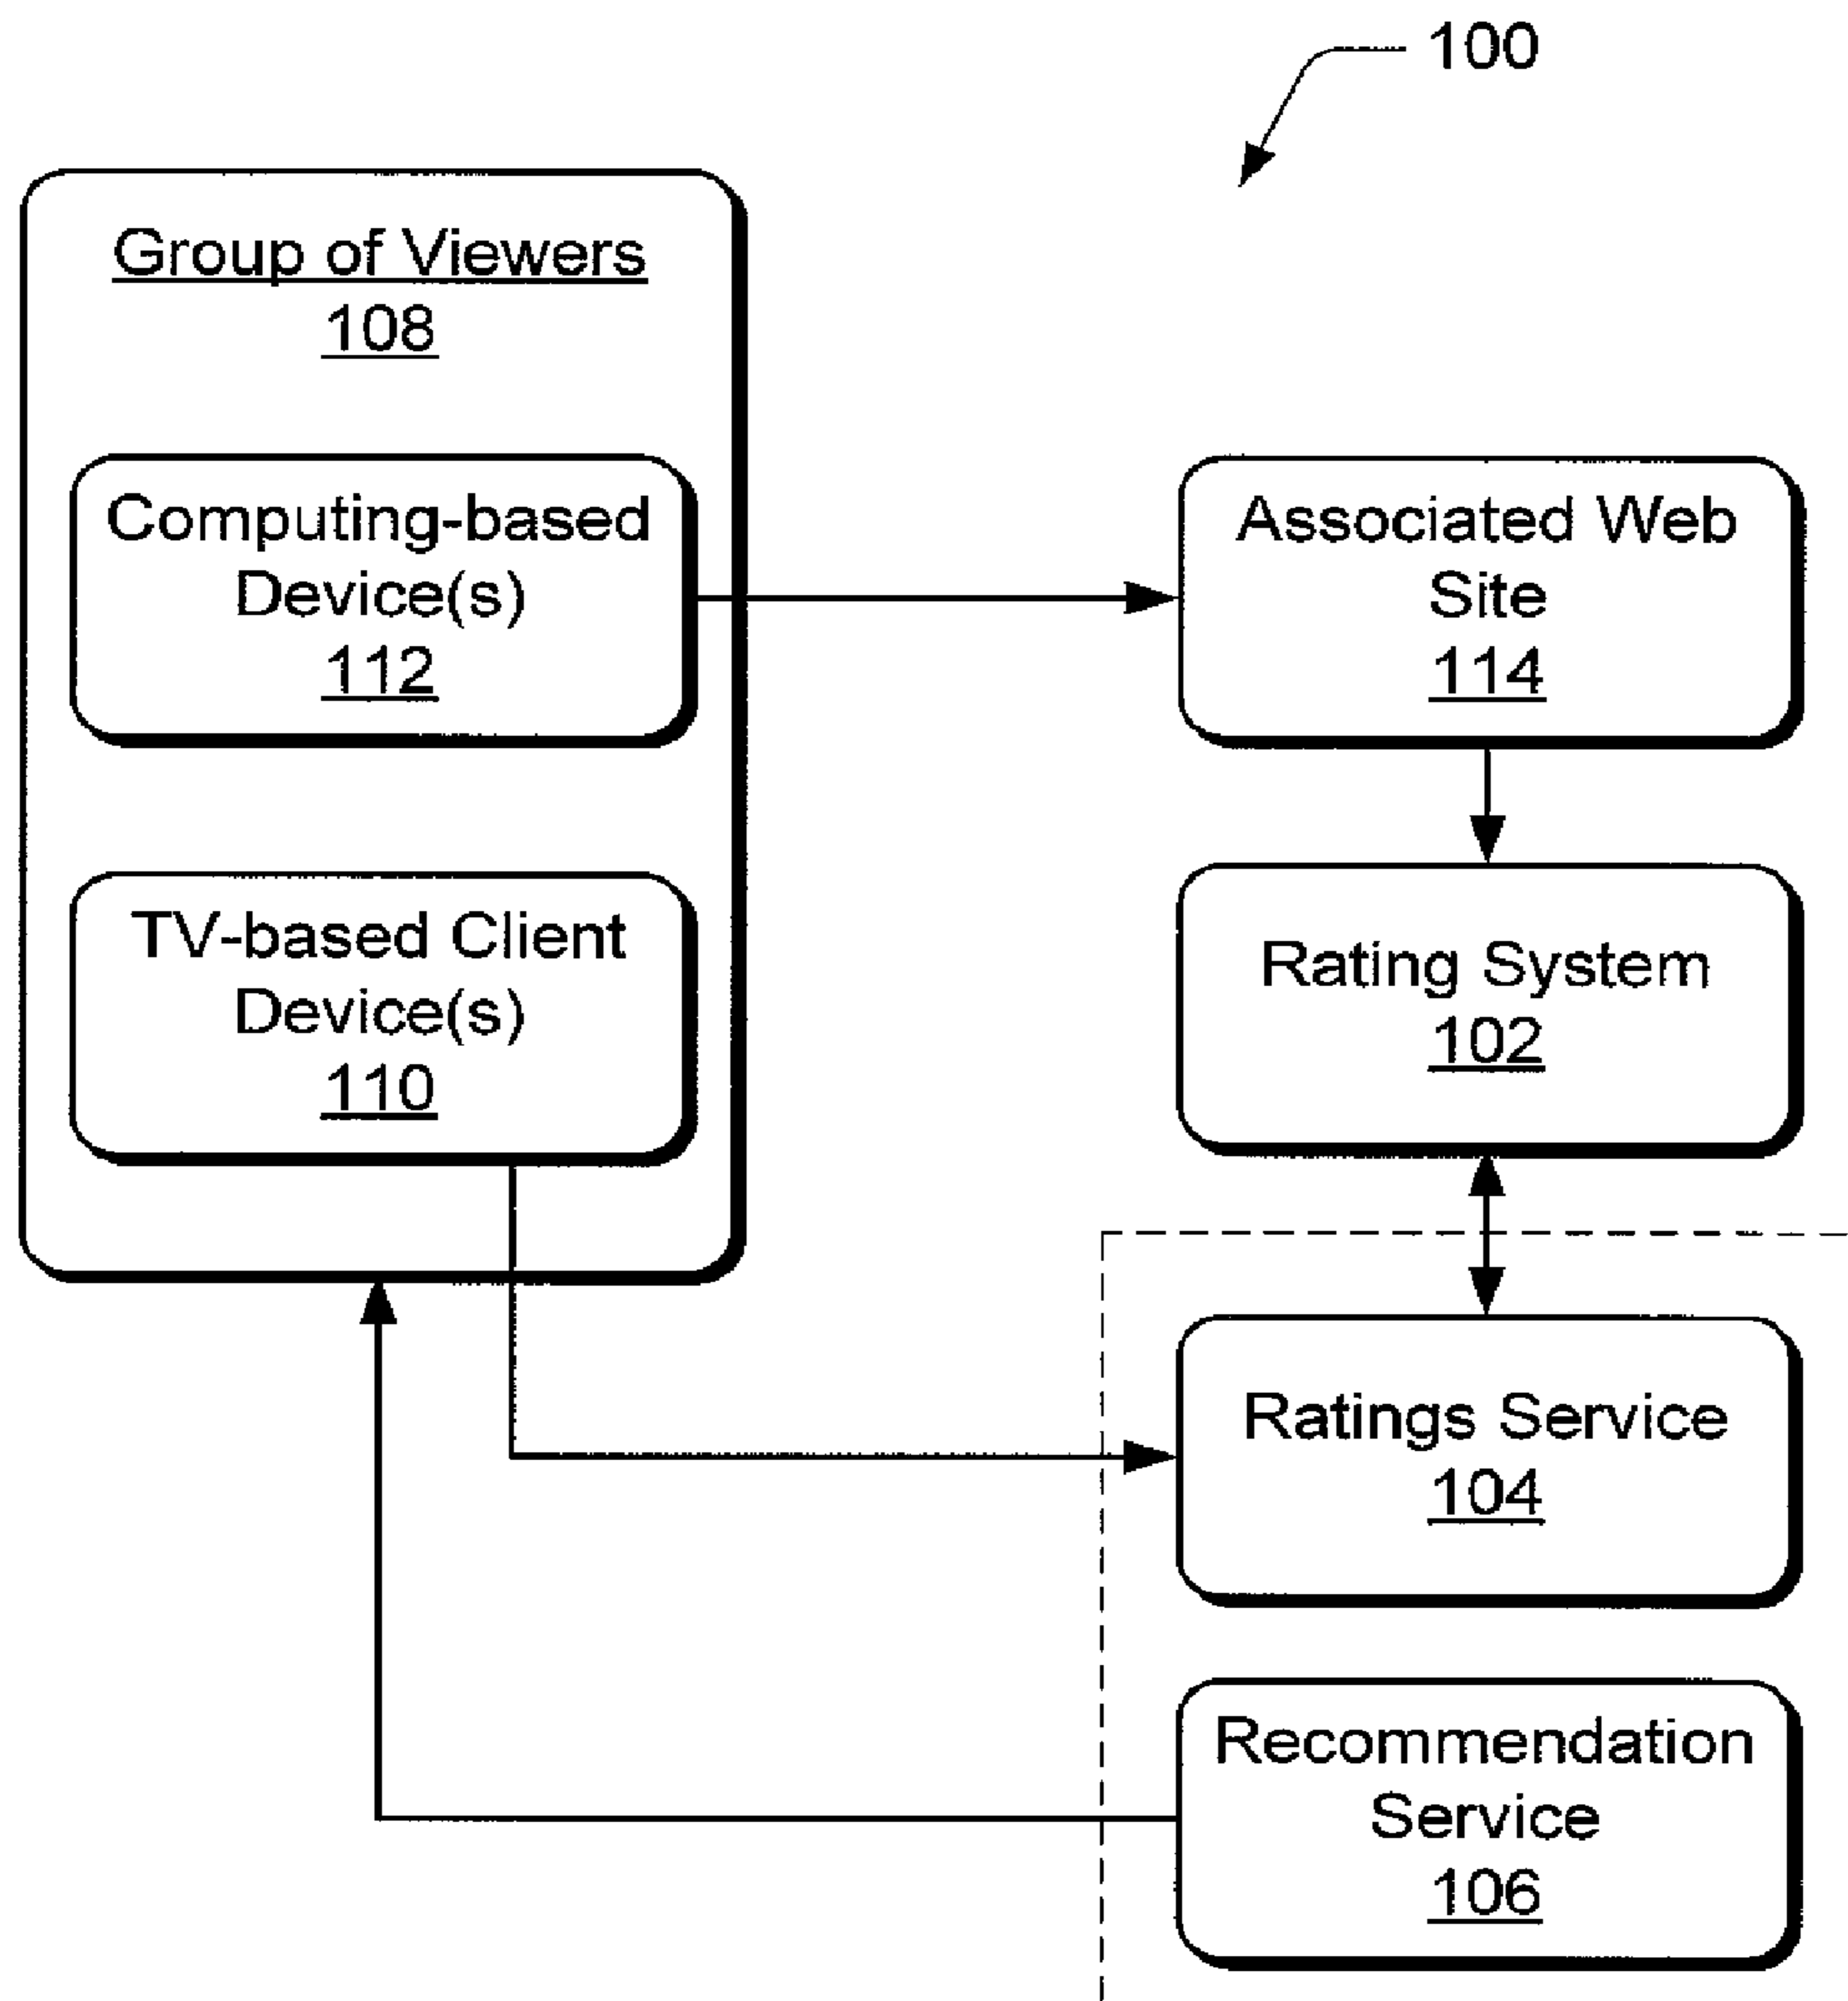 100
Group of Viewers
108
Computing-based
Device(s)
112
TV-based Client
Device(s)
110
Associated Web
Site
114
Rating System
102
Ratings Service
104
Recommendation
Service
106